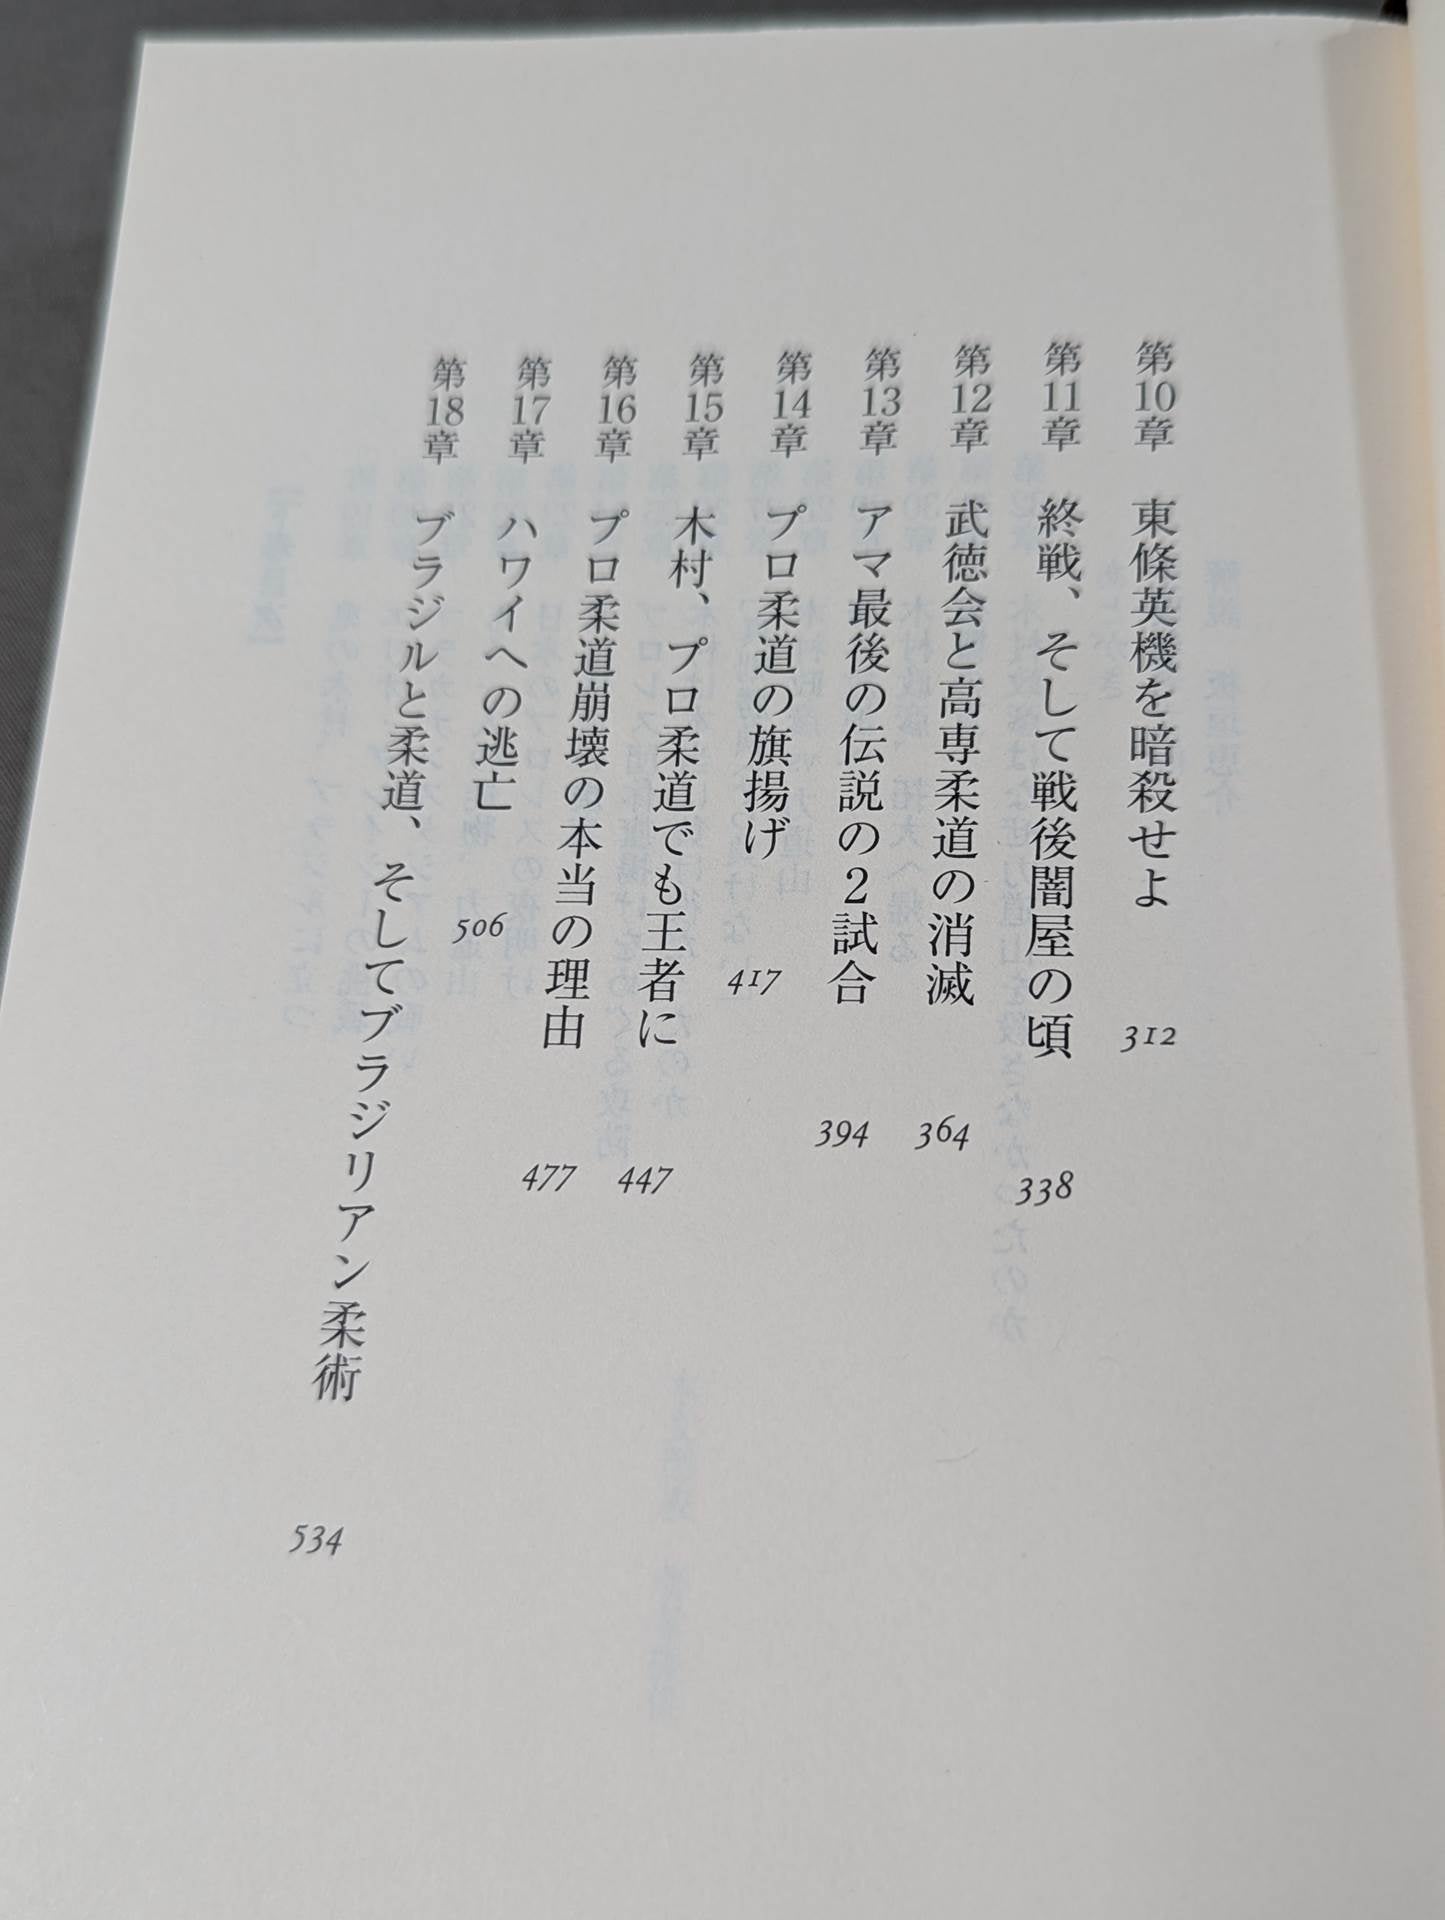 第10章 東條英機を暗殺せよ 312
第11章 終戦、そして戦後闇屋の頃 338
第12章 武徳会と高専柔道の消滅 364
第13章 アマ最後の伝説の2試合 394
第14章 プロ柔道の旗揚げ 417
第15章 木村、プロ柔道でも王者に 447
第16章 プロ柔道崩壊の本当の理由 477
第17章 ハワイへの逃亡 506
第18章 ブラジルと柔道、そしてブラジリアン柔術 534